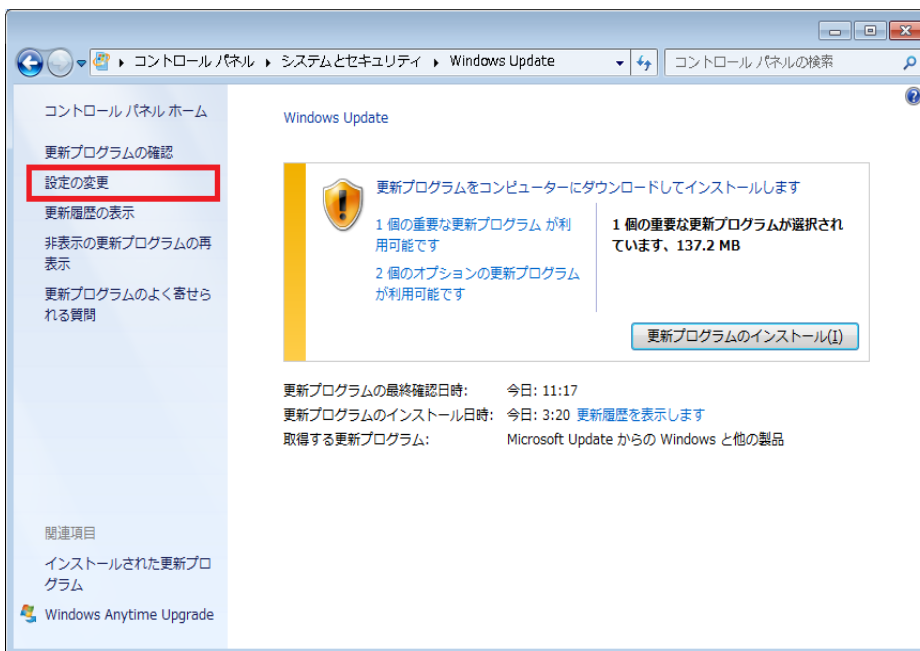 コントロール パネル ▸ システムとセキュリティ ▸ Windows Update
コントロール パネルの検索
コントロール パネル ホーム
更新プログラムの確認
設定の変更
更新履歴の表示
非表示の更新プログラムの再
表示
更新プログラムのよく寄せら
れる質問
関連項目
インストールされた更新プロ
グラム
Windows Anytime Upgrade
Windows Update
更新プログラムをコンピューターにダウンロードしてインストールします
1 個の重要な更新プログラム が利
用可能です
2 個のオプションの更新プログラム
が利用可能です
1 個の重要な更新プログラムが選択され
ています、137.2 MB
更新プログラムのインストール(I)
更新プログラムの最終確認日時: 今日: 11:17
更新プログラムのインストール日時: 今日: 3:20 更新履歴を表示します
取得する更新プログラム: Microsoft Update からの Windows と他の製品